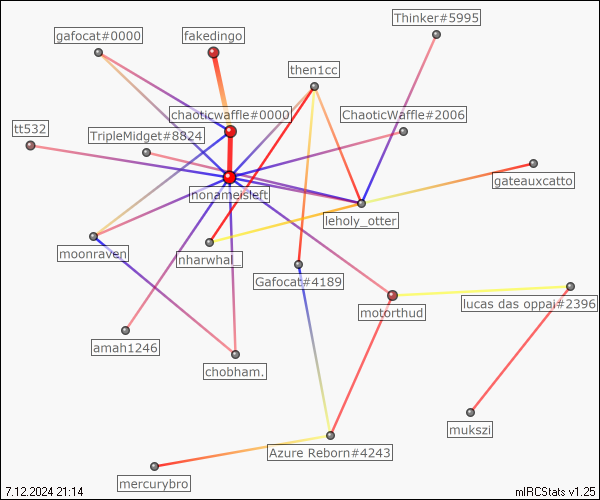 Thinker#5995
gafocat#0000
fakedingo
then1cc
chaoticwaffle#0000
ChaoticWaffle#2006
tt532
TripleMidget#8824
gateauxcatto
nonameisleft
leholy_otter
moonraven
nharwhal_
Gafocat#4189
lucas das oppai#2396
motorthud
amah1246
chobham.
mukszi
Azure Reborn#4243
mercurybro
7.12.2024 21:14
mIRCStats v1.25